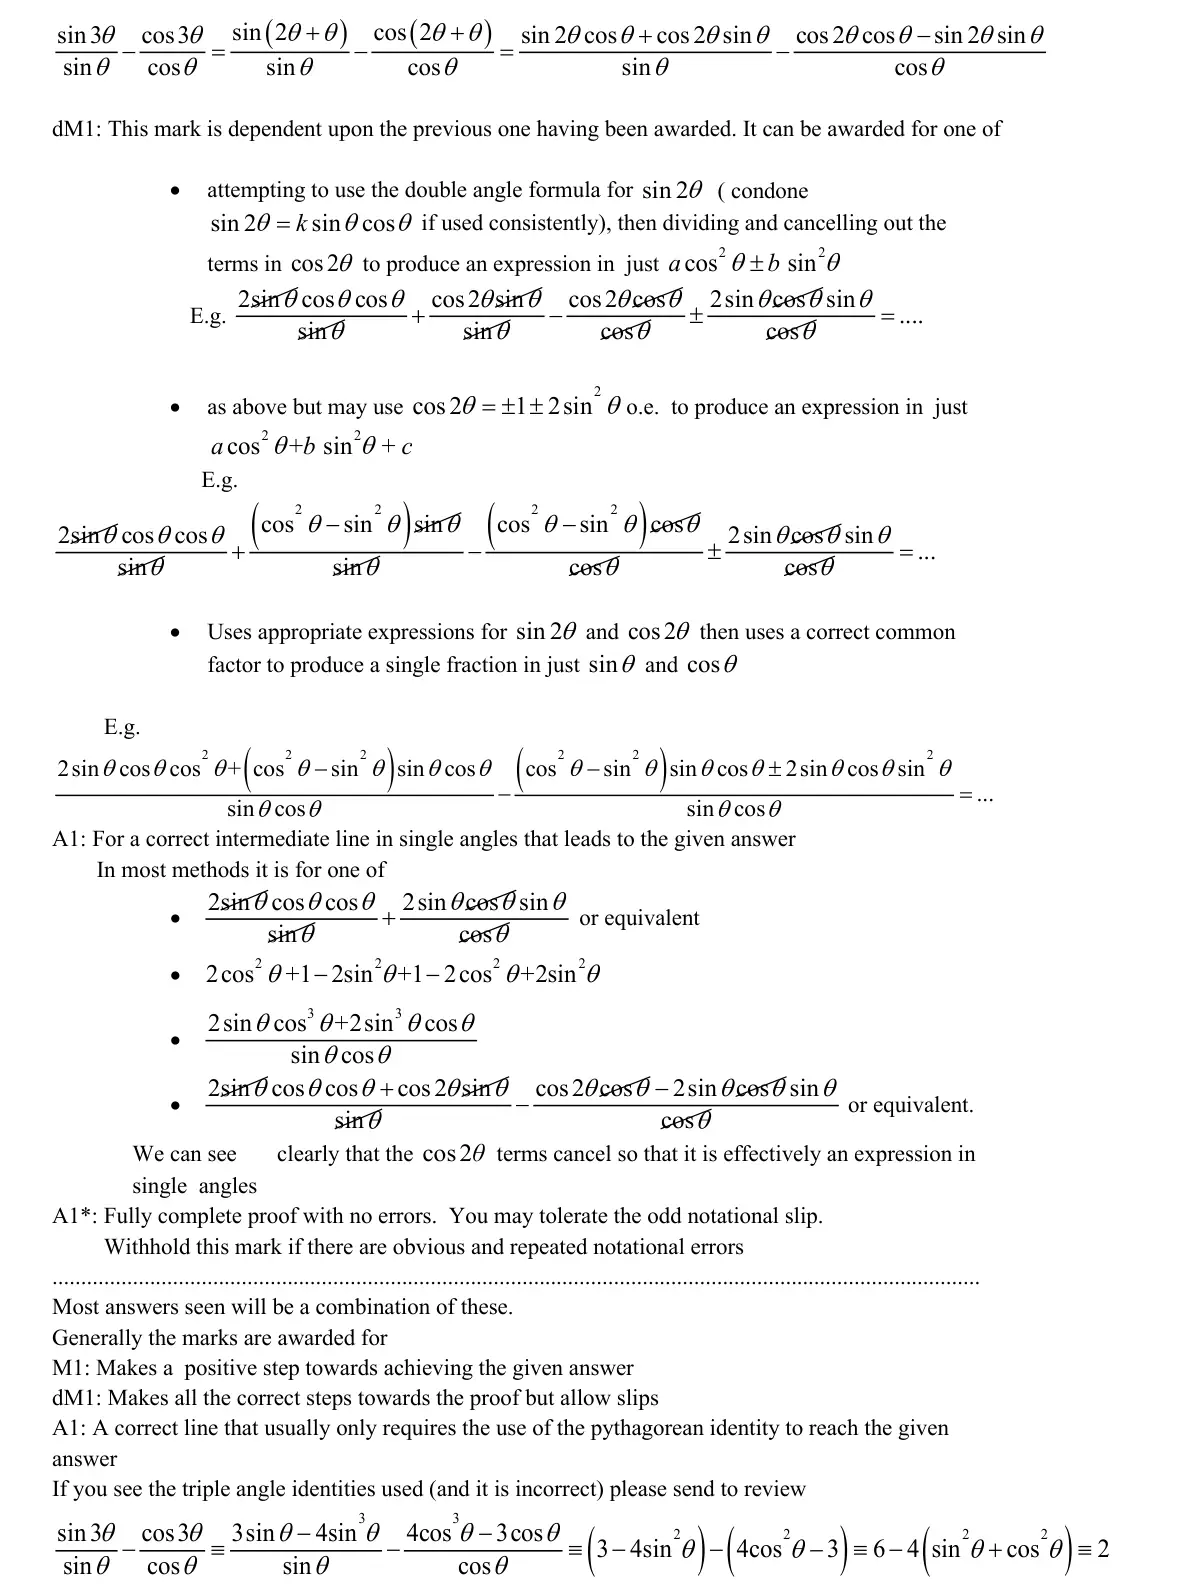 sin 3θ/sin θ − cos 3θ/cos θ = sin(2θ + θ)/sin θ − cos(2θ + θ)/cos θ = (sin 2θ cos θ + cos 2θ sin θ)/sin θ − (cos 2θ cos θ − sin 2θ sin θ)/cos θ
dM1: This mark is dependent upon the previous one having been awarded. It can be awarded for one of
• attempting to use the double angle formula for sin 2θ ( condone
sin 2θ = k sin θ cos θ if used consistently), then dividing and cancelling out the
terms in cos 2θ to produce an expression in just a cos² θ ± b sin²θ
E.g. 2sin θ cos θ cos θ/sin θ + cos 2θ sin θ/sin θ − cos 2θ cos θ/cos θ ± 2 sin θ cos θ sin θ/cos θ = ....
• as above but may use cos 2θ = ±1 ± 2 sin² θ o.e. to produce an expression in just
a cos² θ+b sin²θ + c
E.g.
2sin θ cos θ cos θ/sin θ + (cos² θ − sin² θ) sin θ/sin θ − (cos² θ − sin² θ) cos θ/cos θ ± 2 sin θ cos θ sin θ/cos θ = ...
• Uses appropriate expressions for sin 2θ and cos 2θ then uses a correct common
factor to produce a single fraction in just sin θ and cos θ
E.g.
(2 sin θ cos θ cos² θ+(cos² θ − sin² θ) sin θ cos θ)/(sin θ cos θ) − ((cos² θ − sin² θ) sin θ cos θ ± 2 sin θ cos θ sin² θ)/(sin θ cos θ) = ...
A1: For a correct intermediate line in single angles that leads to the given answer
In most methods it is for one of
• 2sin θ cos θ cos θ/sin θ + 2 sin θ cos θ sin θ/cos θ or equivalent
• 2 cos² θ +1 − 2sin²θ+1 − 2 cos² θ+2sin²θ
• (2 sin θ cos³ θ+2 sin³ θ cos θ)/(sin θ cos θ)
• (2sin θ cos θ cos θ + cos 2θ sin θ)/sin θ − (cos 2θ cos θ − 2 sin θ cos θ sin θ)/cos θ or equivalent.
We can see clearly that the cos 2θ terms cancel so that it is effectively an expression in
single angles
A1*: Fully complete proof with no errors. You may tolerate the odd notational slip.
Withhold this mark if there are obvious and repeated notational errors
....................................................................................................................................................................
Most answers seen will be a combination of these.
Generally the marks are awarded for
M1: Makes a positive step towards achieving the given answer
dM1: Makes all the correct steps towards the proof but allow slips
A1: A correct line that usually only requires the use of the pythagorean identity to reach the given
answer
If you see the triple angle identities used (and it is incorrect) please send to review
sin 3θ/sin θ − cos 3θ/cos θ ≡ (3 sin θ − 4sin³θ)/sin θ − (4cos³θ − 3 cos θ)/cos θ ≡ (3 − 4sin²θ) − (4cos²θ − 3) ≡ 6 − 4(sin²θ + cos²θ) ≡ 2